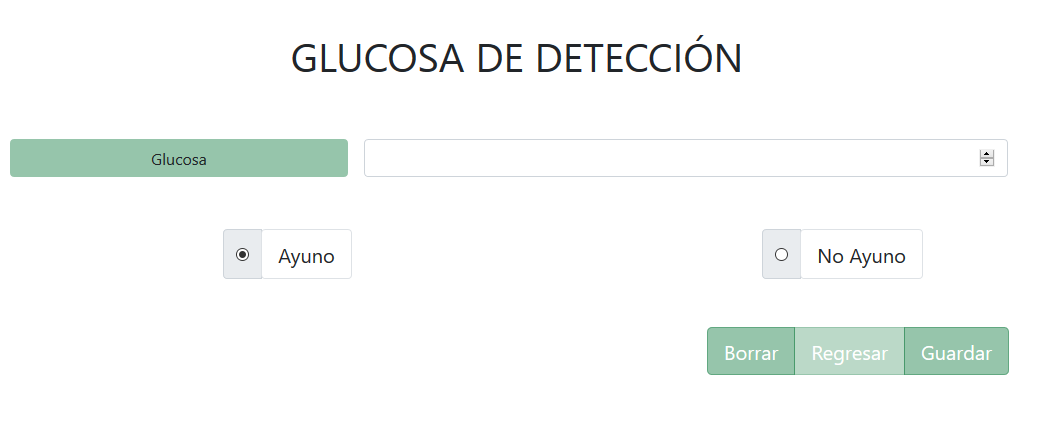 GLUCOSA DE DETECCIÓN
Glucosa
Ayuno No Ayuno
Borrar Regresar Guardar